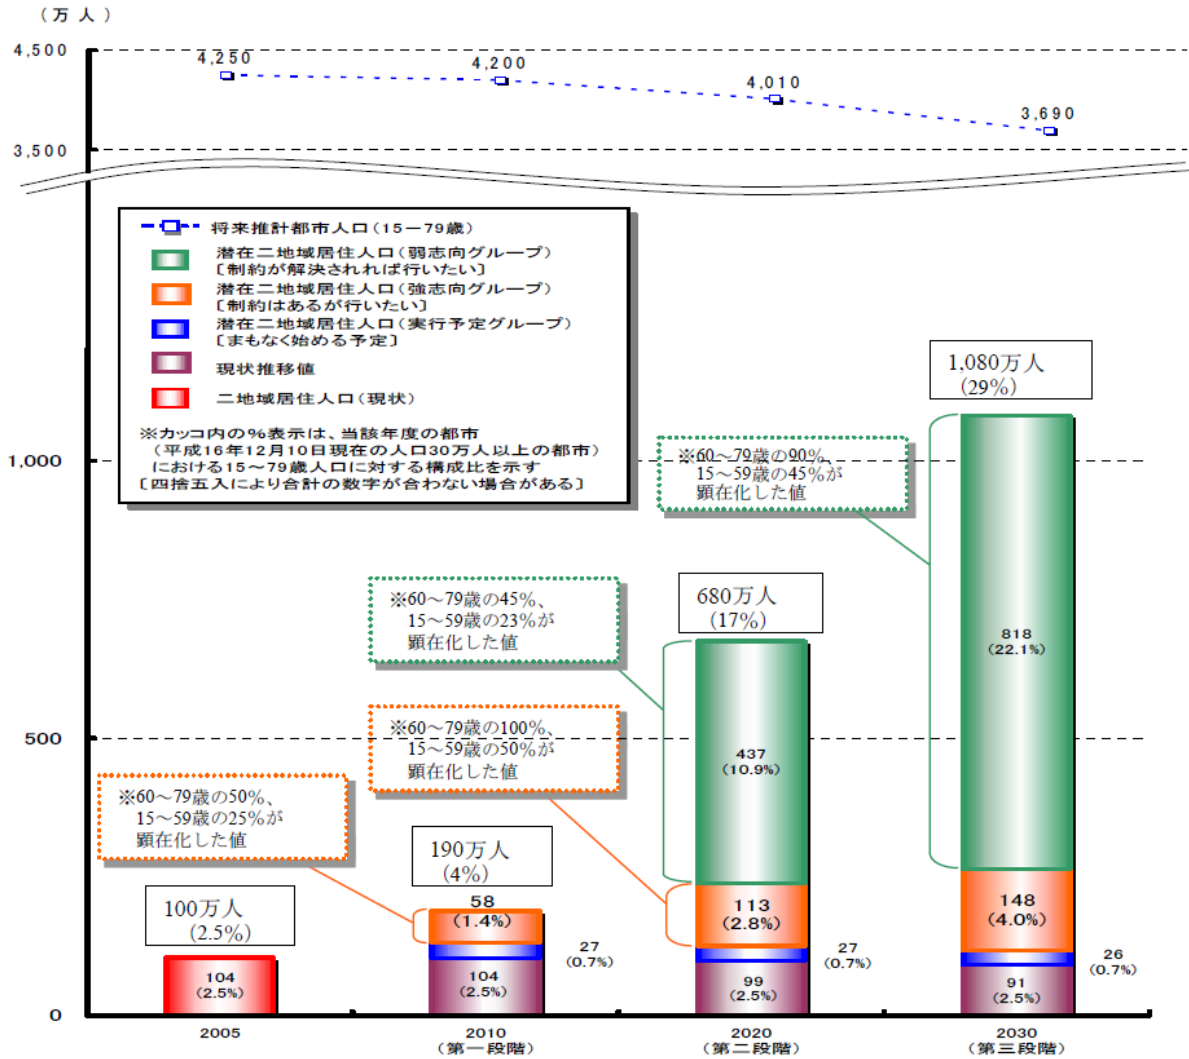 (万人)
4,500
4,250
4,200
4,010
3,690
3,500
将来推計都市人口(15－79歳)
潜在二地域居住人口(弱志向グループ)
[制約が解決されれば行いたい]
潜在二地域居住人口(強志向グループ)
[制約はあるが行いたい]
潜在二地域居住人口(実行予定グループ)
[まもなく始める予定]
現状推移値
二地域居住人口(現状)
※カッコ内の%表示は、当該年度の都市
(平成16年12月10日現在の人口30万人以上の都市)
における15～79歳人口に対する構成比を示す
[四捨五入により合計の数字が合わない場合がある]
1,080万人
(29%)
※60～79歳の90%、
15～59歳の45%が
顕在化した値
1,000
※60～79歳の45%、
15～59歳の23%が
顕在化した値
680万人
(17%)
818
(22.1%)
※60～79歳の100%、
15～59歳の50%が
顕在化した値
500
437
(10.9%)
※60～79歳の50%、
15～59歳の25%が
顕在化した値
190万人
(4%)
100万人
(2.5%)
58
(1.4%)
113
(2.8%)
148
(4.0%)
27
(0.7%)
27
(0.7%)
26
(0.7%)
104
(2.5%)
104
(2.5%)
99
(2.5%)
91
(2.5%)
0
2005
2010
(第一段階)
2020
(第二段階)
2030
(第三段階)